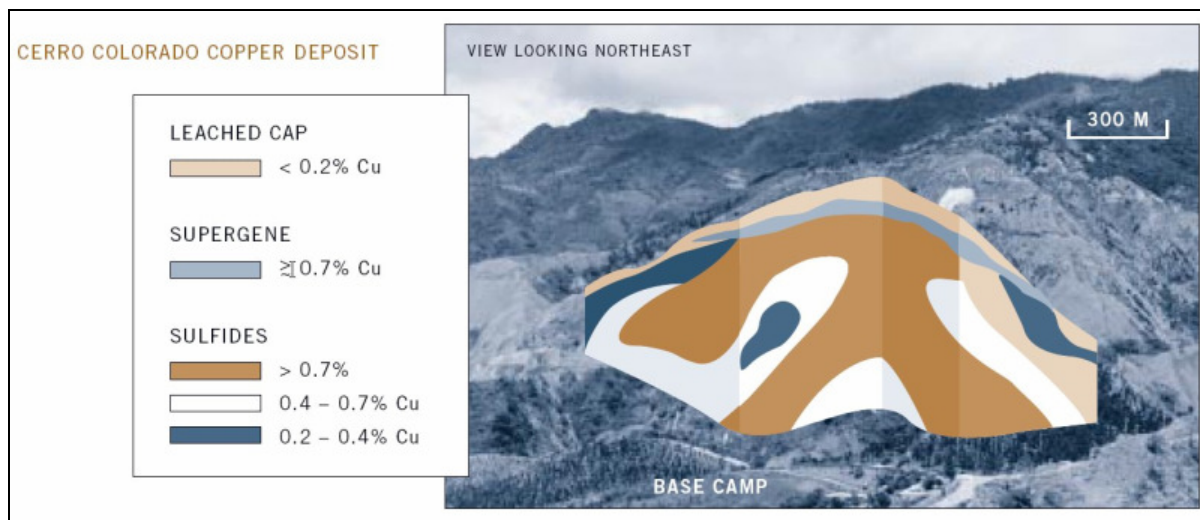 CERRO COLORADO COPPER DEPOSIT
VIEW LOOKING NORTHEAST
300 M
LEACHED CAP
< 0.2% Cu
SUPERGENE
≥ 0.7% Cu
SULFIDES
> 0.7%
0.4 – 0.7% Cu
0.2 – 0.4% Cu
BASE CAMP